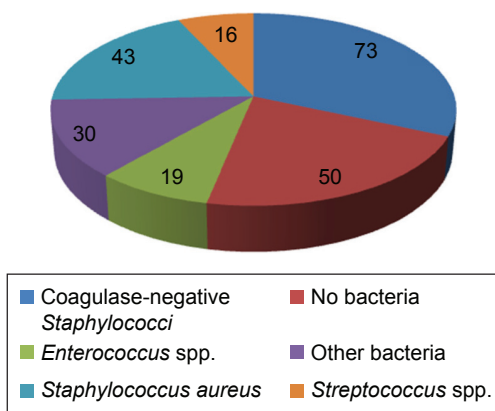 16
73
43
30
19
50
Coagulase-negative
Staphylococci
No bacteria
Enterococcus spp.
Other bacteria
Staphylococcus aureus
Streptococcus spp.